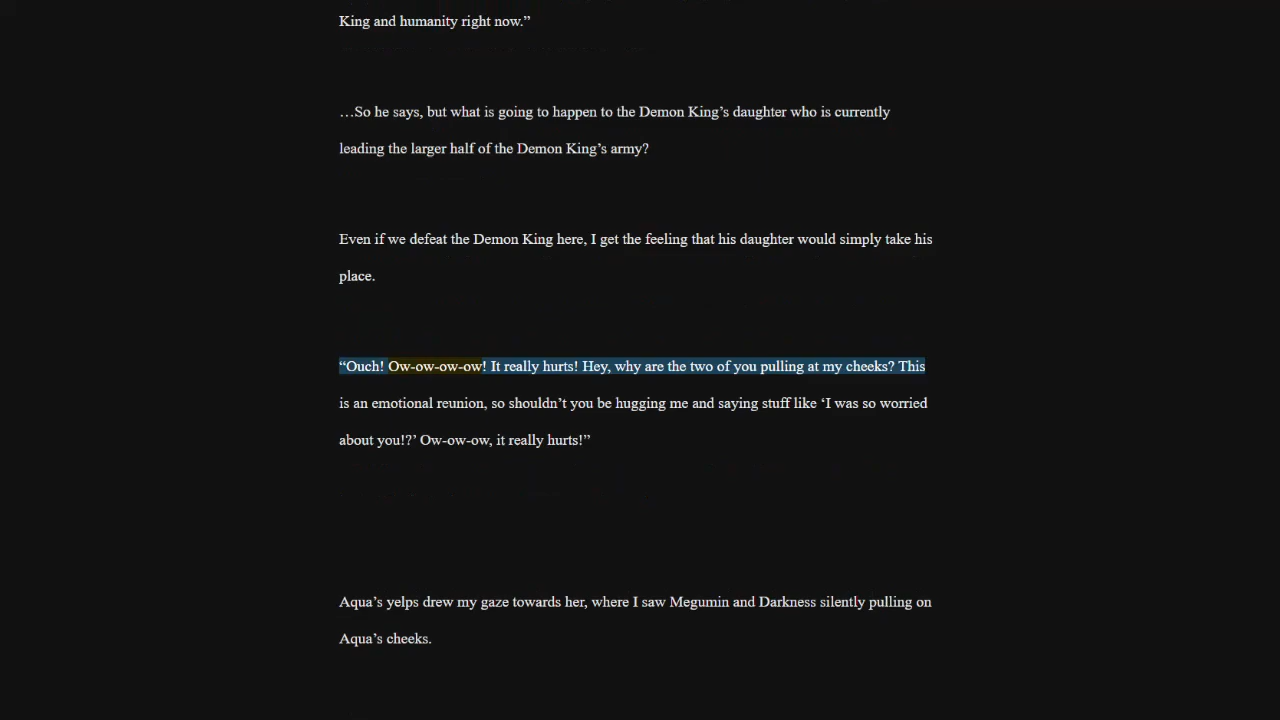 King and humanity right now.”
…So he says, but what is going to happen to the Demon King’s daughter who is currently
leading the larger half of the Demon King’s army?
Even if we defeat the Demon King here, I get the feeling that his daughter would simply take his
place.
“Ouch! Ow-ow-ow-ow! It really hurts! Hey, why are the two of you pulling at my cheeks? This
is an emotional reunion, so shouldn’t you be hugging me and saying stuff like ‘I was so worried
about you!?’ Ow-ow-ow, it really hurts!”
Aqua’s yelps drew my gaze towards her, where I saw Megumin and Darkness silently pulling on
Aqua’s cheeks.